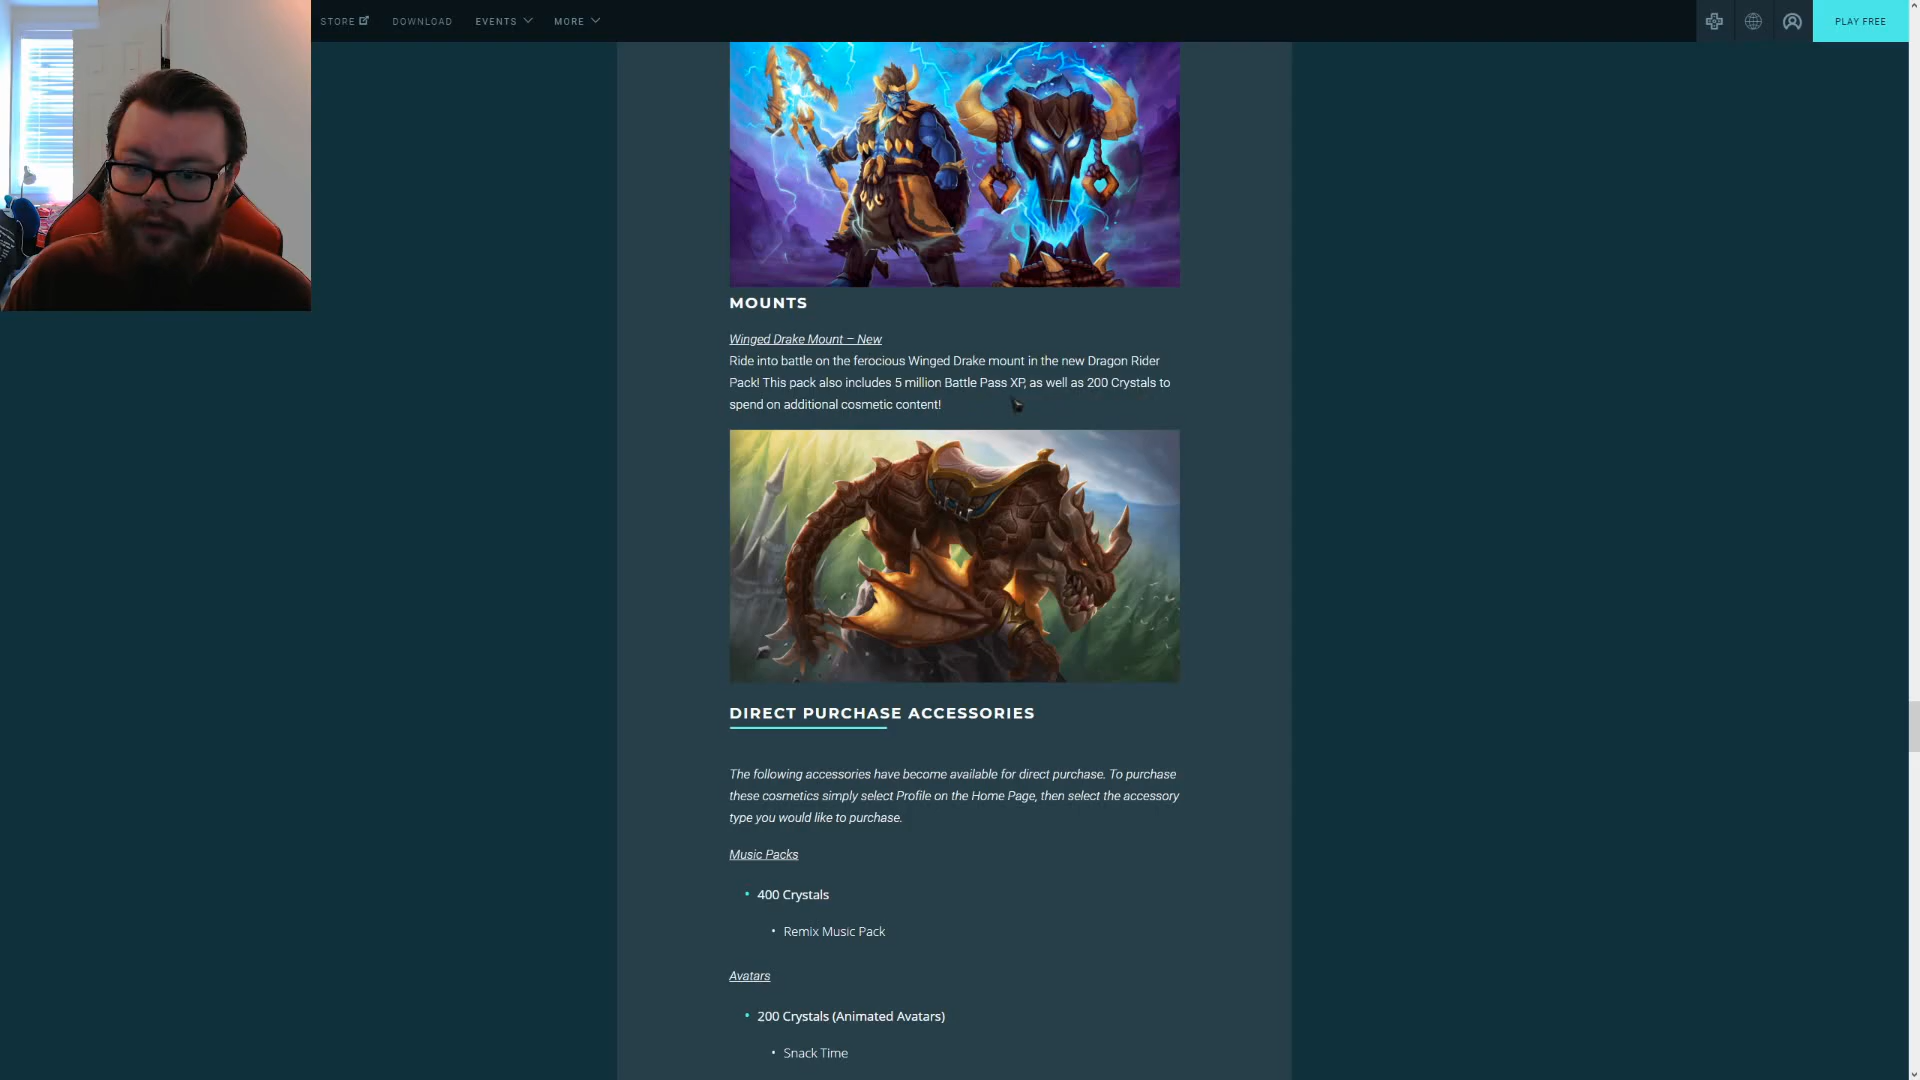 STORE
DOWNLOAD
EVENTS
MORE
PLAY FREE
MOUNTS
Winged Drake Mount – New
Ride into battle on the ferocious Winged Drake mount in the new Dragon Rider
Pack! This pack also includes 5 million Battle Pass XP, as well as 200 Crystals to
spend on additional cosmetic content!
DIRECT PURCHASE ACCESSORIES
The following accessories have become available for direct purchase. To purchase
these cosmetics simply select Profile on the Home Page, then select the accessory
type you would like to purchase.
Music Packs
• 400 Crystals
• Remix Music Pack
Avatars
• 200 Crystals (Animated Avatars)
• Snack Time